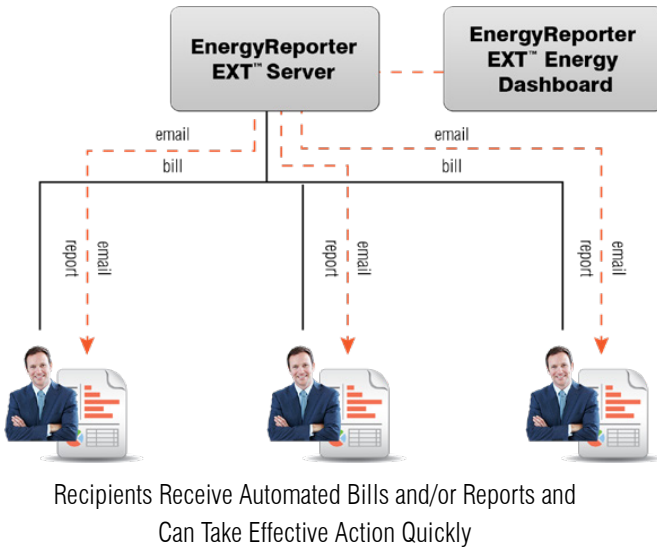 EnergyReporter
EXT™ Server
EnergyReporter
EXT™ Energy
Dashboard
email
email
bill
bill
report
email
report
email
report
email
Recipients Receive Automated Bills and/or Reports and
Can Take Effective Action Quickly